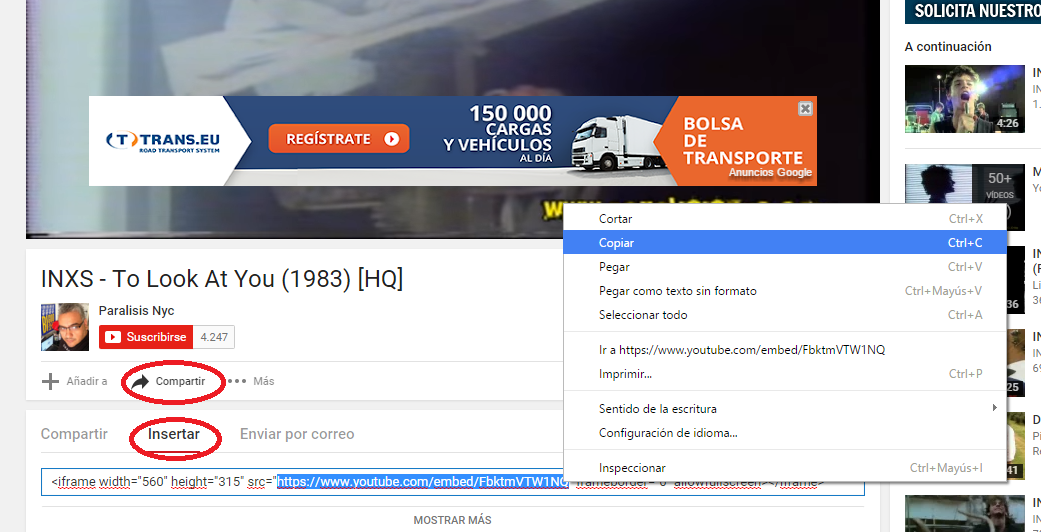 SOLICITA NUESTRO
A continuación
4:26
50+
VÍDEOS
TRANS.EU
ROAD TRANSPORT SYSTEM
REGÍSTRATE
150 000
CARGAS
Y VEHÍCULOS
AL DÍA
BOLSA
DE
TRANSPORTE
Anuncios Google
Cortar Ctrl+X
Copiar Ctrl+C
Pegar Ctrl+V
Pegar como texto sin formato Ctrl+Mayús+V
Seleccionar todo Ctrl+A
Ir a https://www.youtube.com/embed/FbktmVTW1NQ
Imprimir... Ctrl+P
Sentido de la escritura
Configuración de idioma...
Inspeccionar Ctrl+Mayús+I
INXS - To Look At You (1983) [HQ]
Paralisis Nyc
Suscribirse 4.247
Añadir a Compartir Más
Compartir Insertar Enviar por correo
<iframe width="560" height="315" src="https://www.youtube.com/embed/FbktmVTW1NQ" frameborder="0" allowfullscreen></iframe>
MOSTRAR MÁS